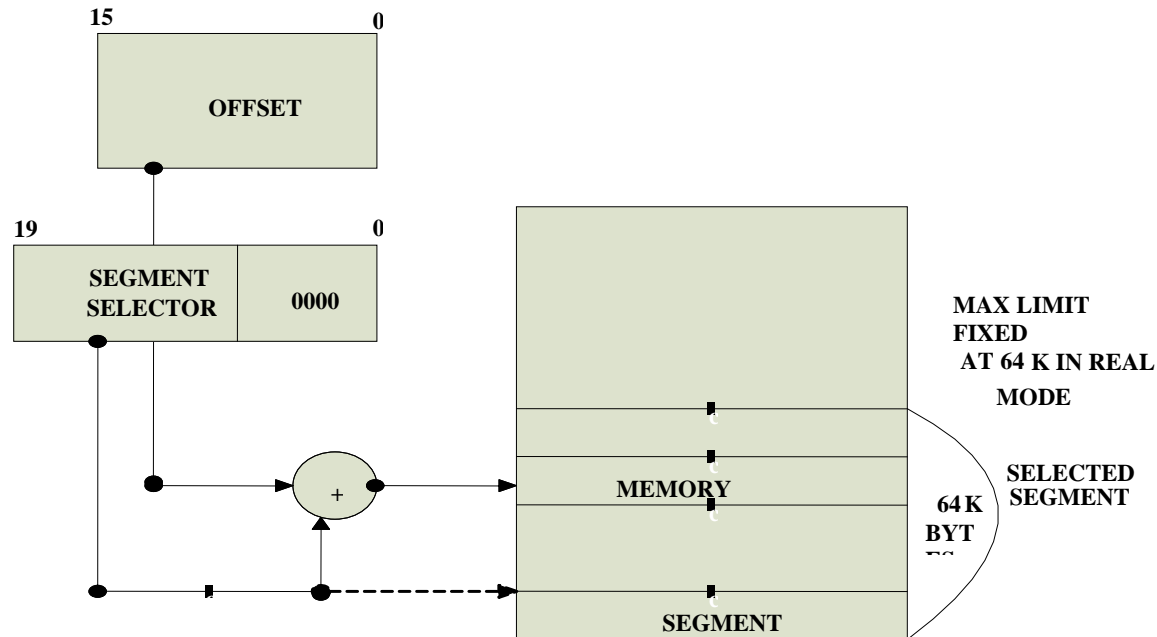 15 0
OFFSET
19 0
SEGMENT
SELECTOR
0000
+
MEMORY
SEGMENT
MAX LIMIT
FIXED
AT 64 K IN REAL
MODE
SELECTED
SEGMENT
64 K
BYT